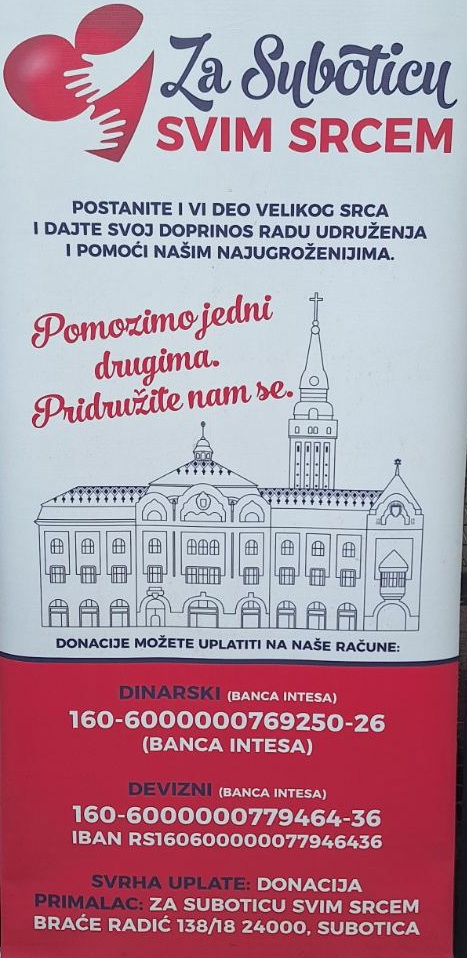 Za Suboticu
SVIM SRCEM
POSTANITE I VI DEO VELIKOG SRCA
I DAJTE SVOJ DOPRINOS RADU UDRUŽENJA
I POMOĆI NAŠIM NAJUGROŽENIJIMA.
Pomozimo jedni
drugima.
Pridružite nam se.
DONACIJE MOŽETE UPLATITI NA NAŠE RAČUNE:
DINARSKI (BANCA INTESA)
160-6000000769250-26
(BANCA INTESA)
DEVIZNI (BANCA INTESA)
160-6000000779464-36
IBAN RS1606000000077946436
SVRHA UPLATE: DONACIJA
PRIMALAC: ZA SUBOTICU SVIM SRCEM
BRAĆE RADIĆ 138/18 24000, SUBOTICA